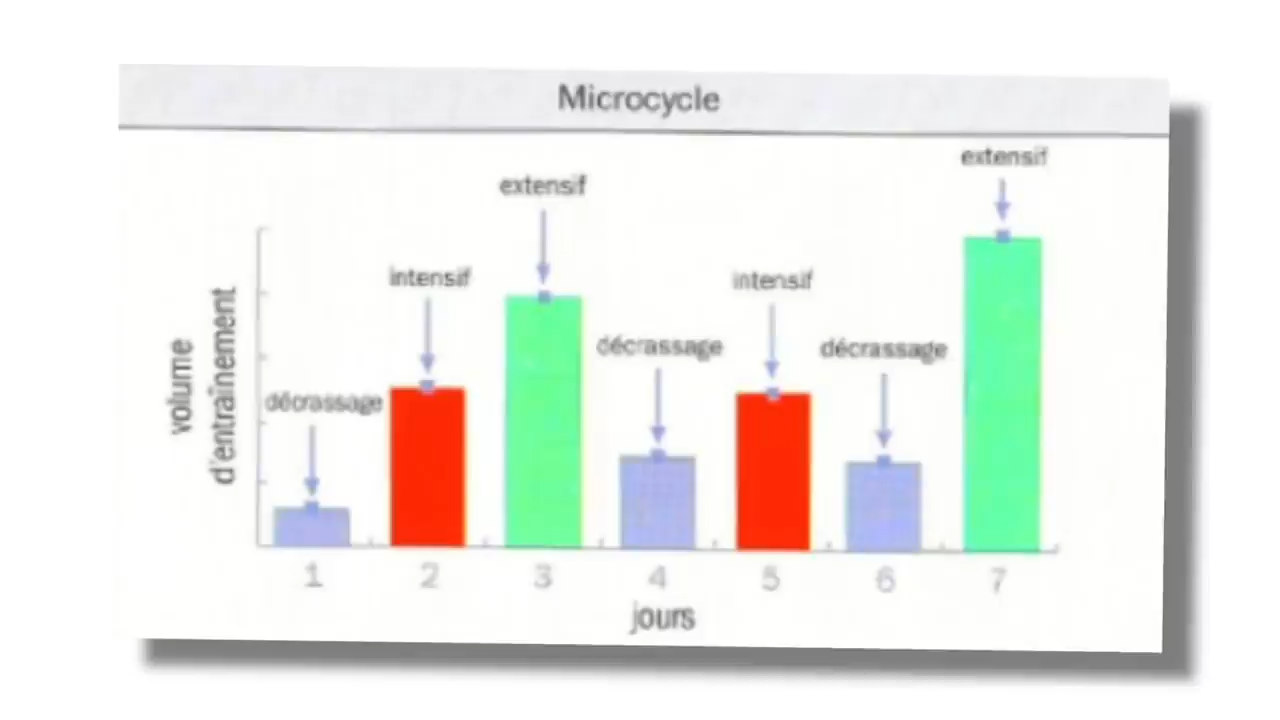 Microcycle
extensif
extensif
intensif
intensif
décrassage
décrassage
décrassage
volume
d'entraînement
1 2 3 4 5 6 7
jours